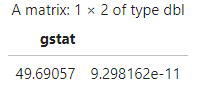 A matrix: 1 × 2 of type dbl
gstat
49.69057 9.298162e-11